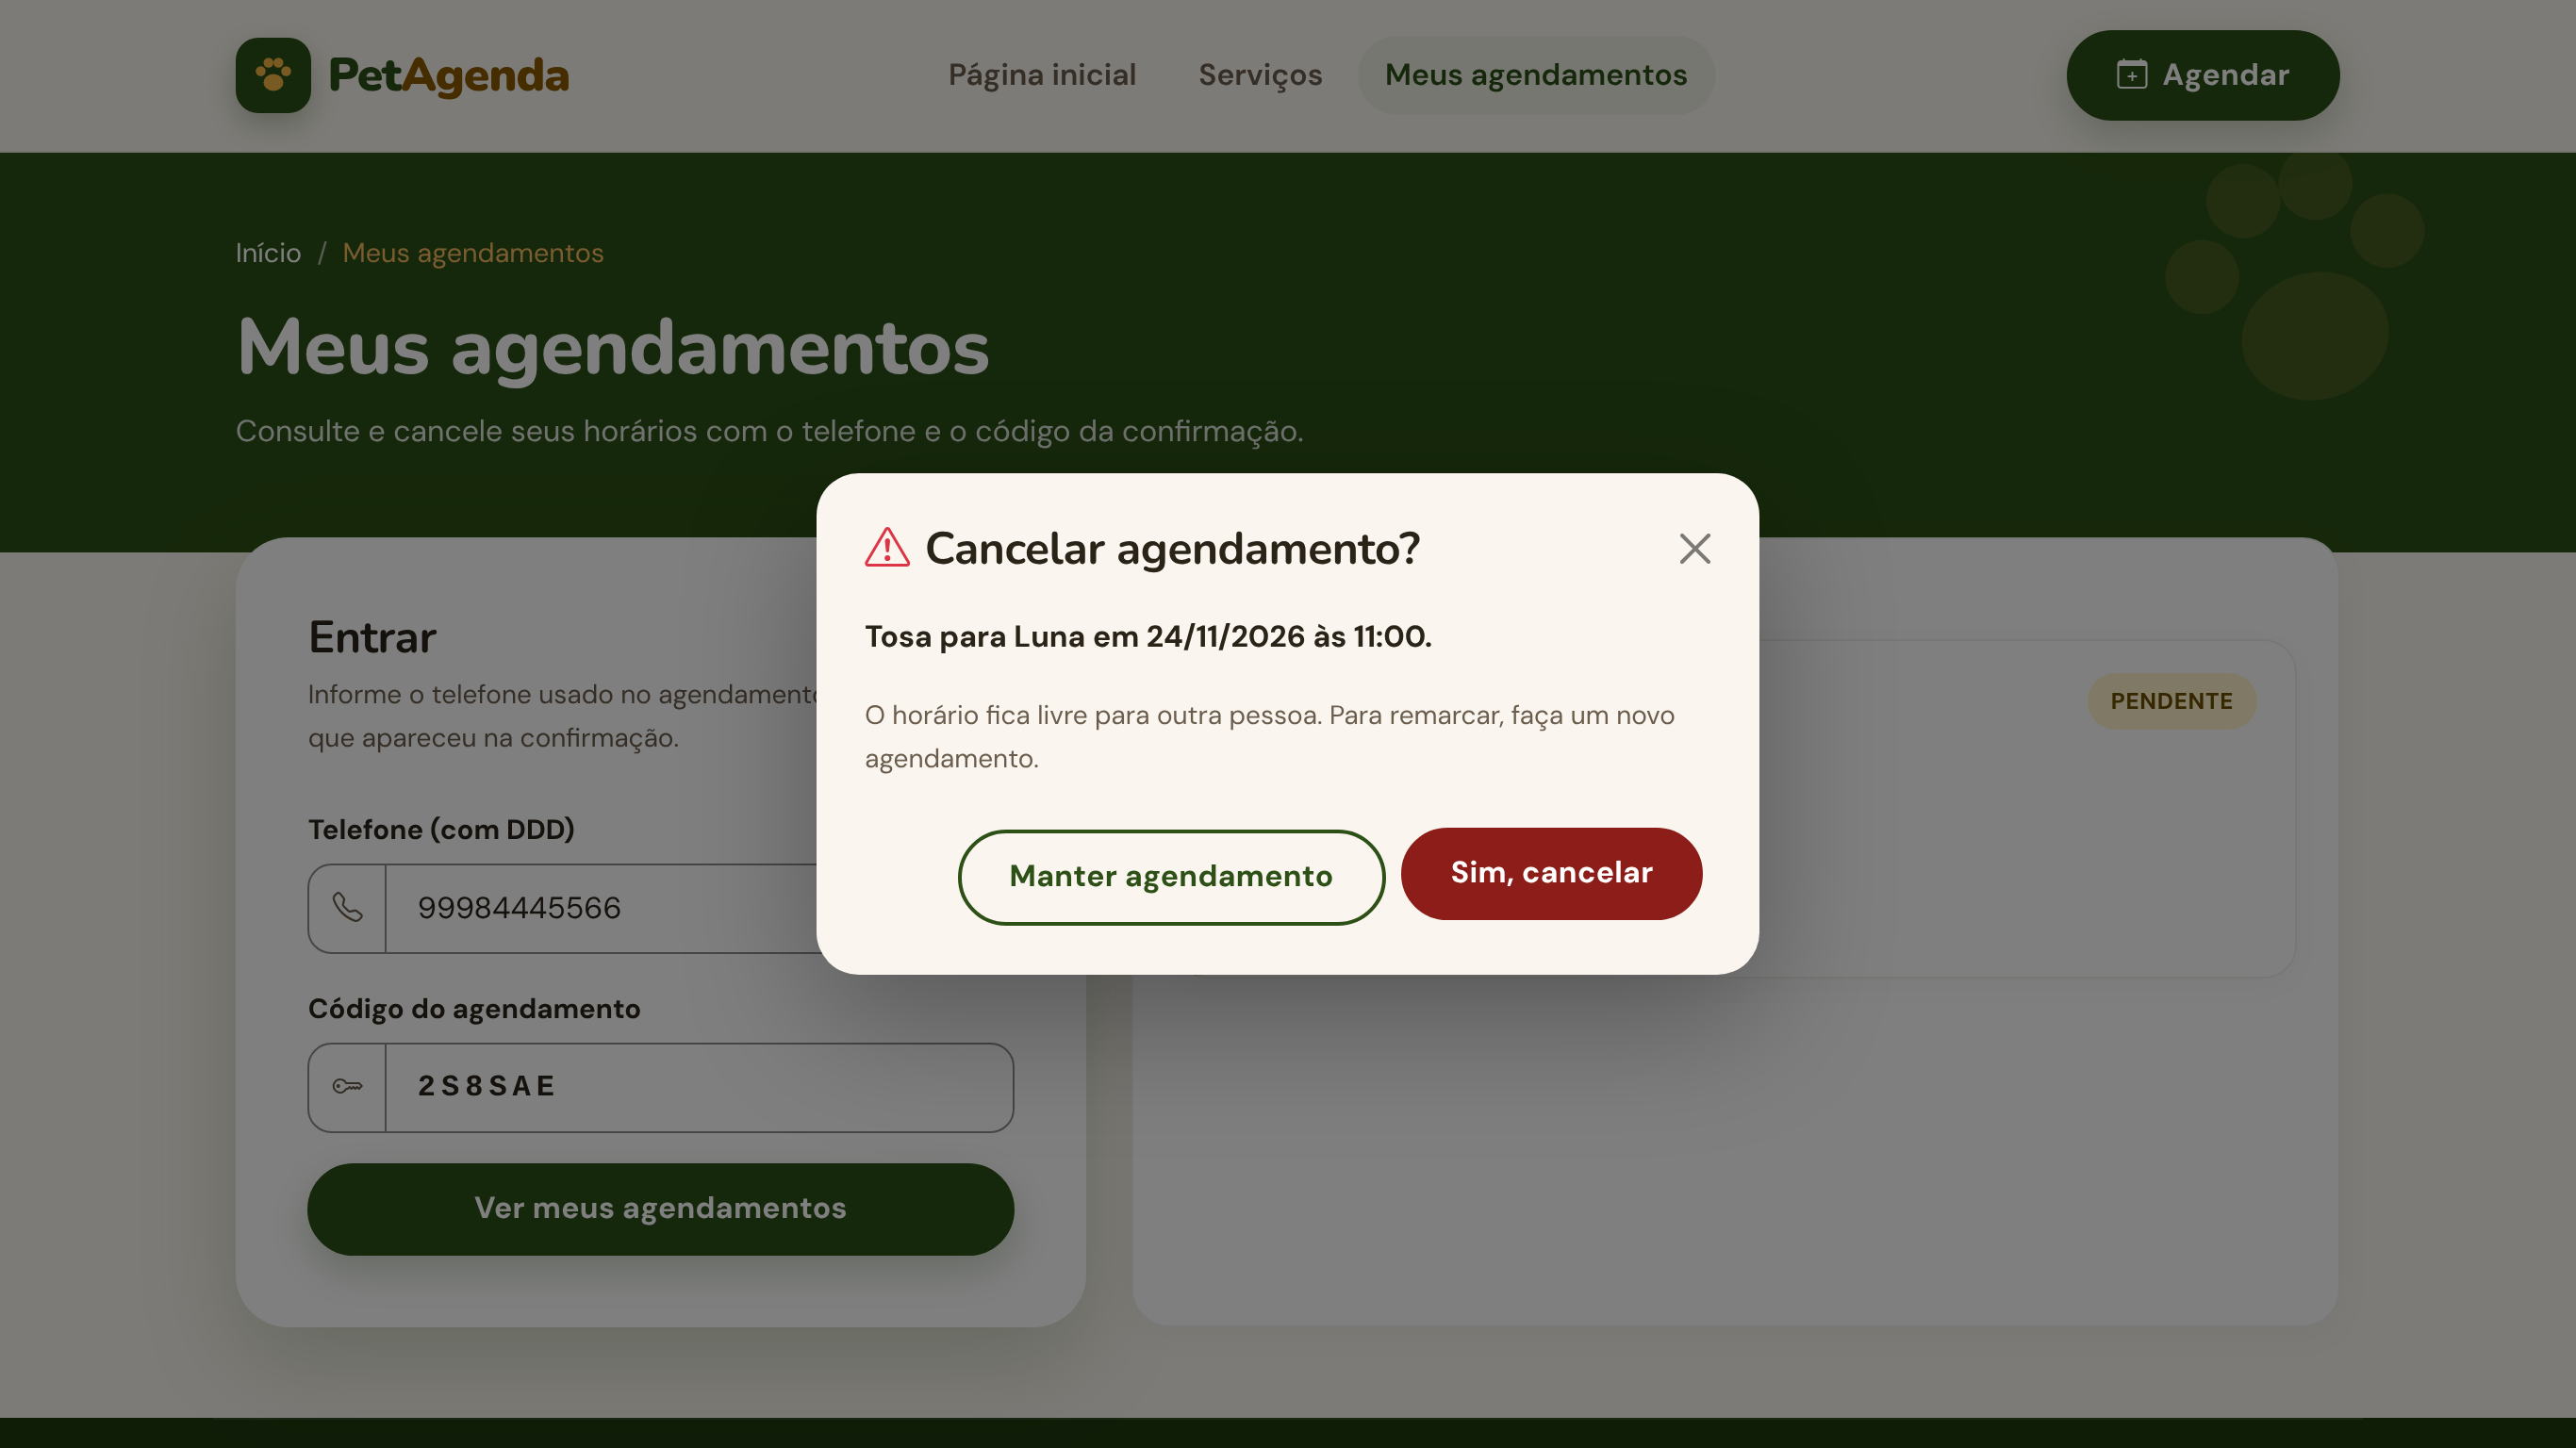 PetAgenda
Página inicial
Serviços
Meus agendamentos
Agendar
Início / Meus agendamentos
Meus agendamentos
Consulte e cancele seus horários com o telefone e o código da confirmação.
Entrar
Informe o telefone usado no agendamento
que apareceu na confirmação.
Telefone (com DDD)
99984445566
Código do agendamento
2S8SAE
Ver meus agendamentos
PENDENTE
Cancelar agendamento?
Tosa para Luna em 24/11/2026 às 11:00.
O horário fica livre para outra pessoa. Para remarcar, faça um novo
agendamento.
Manter agendamento
Sim, cancelar